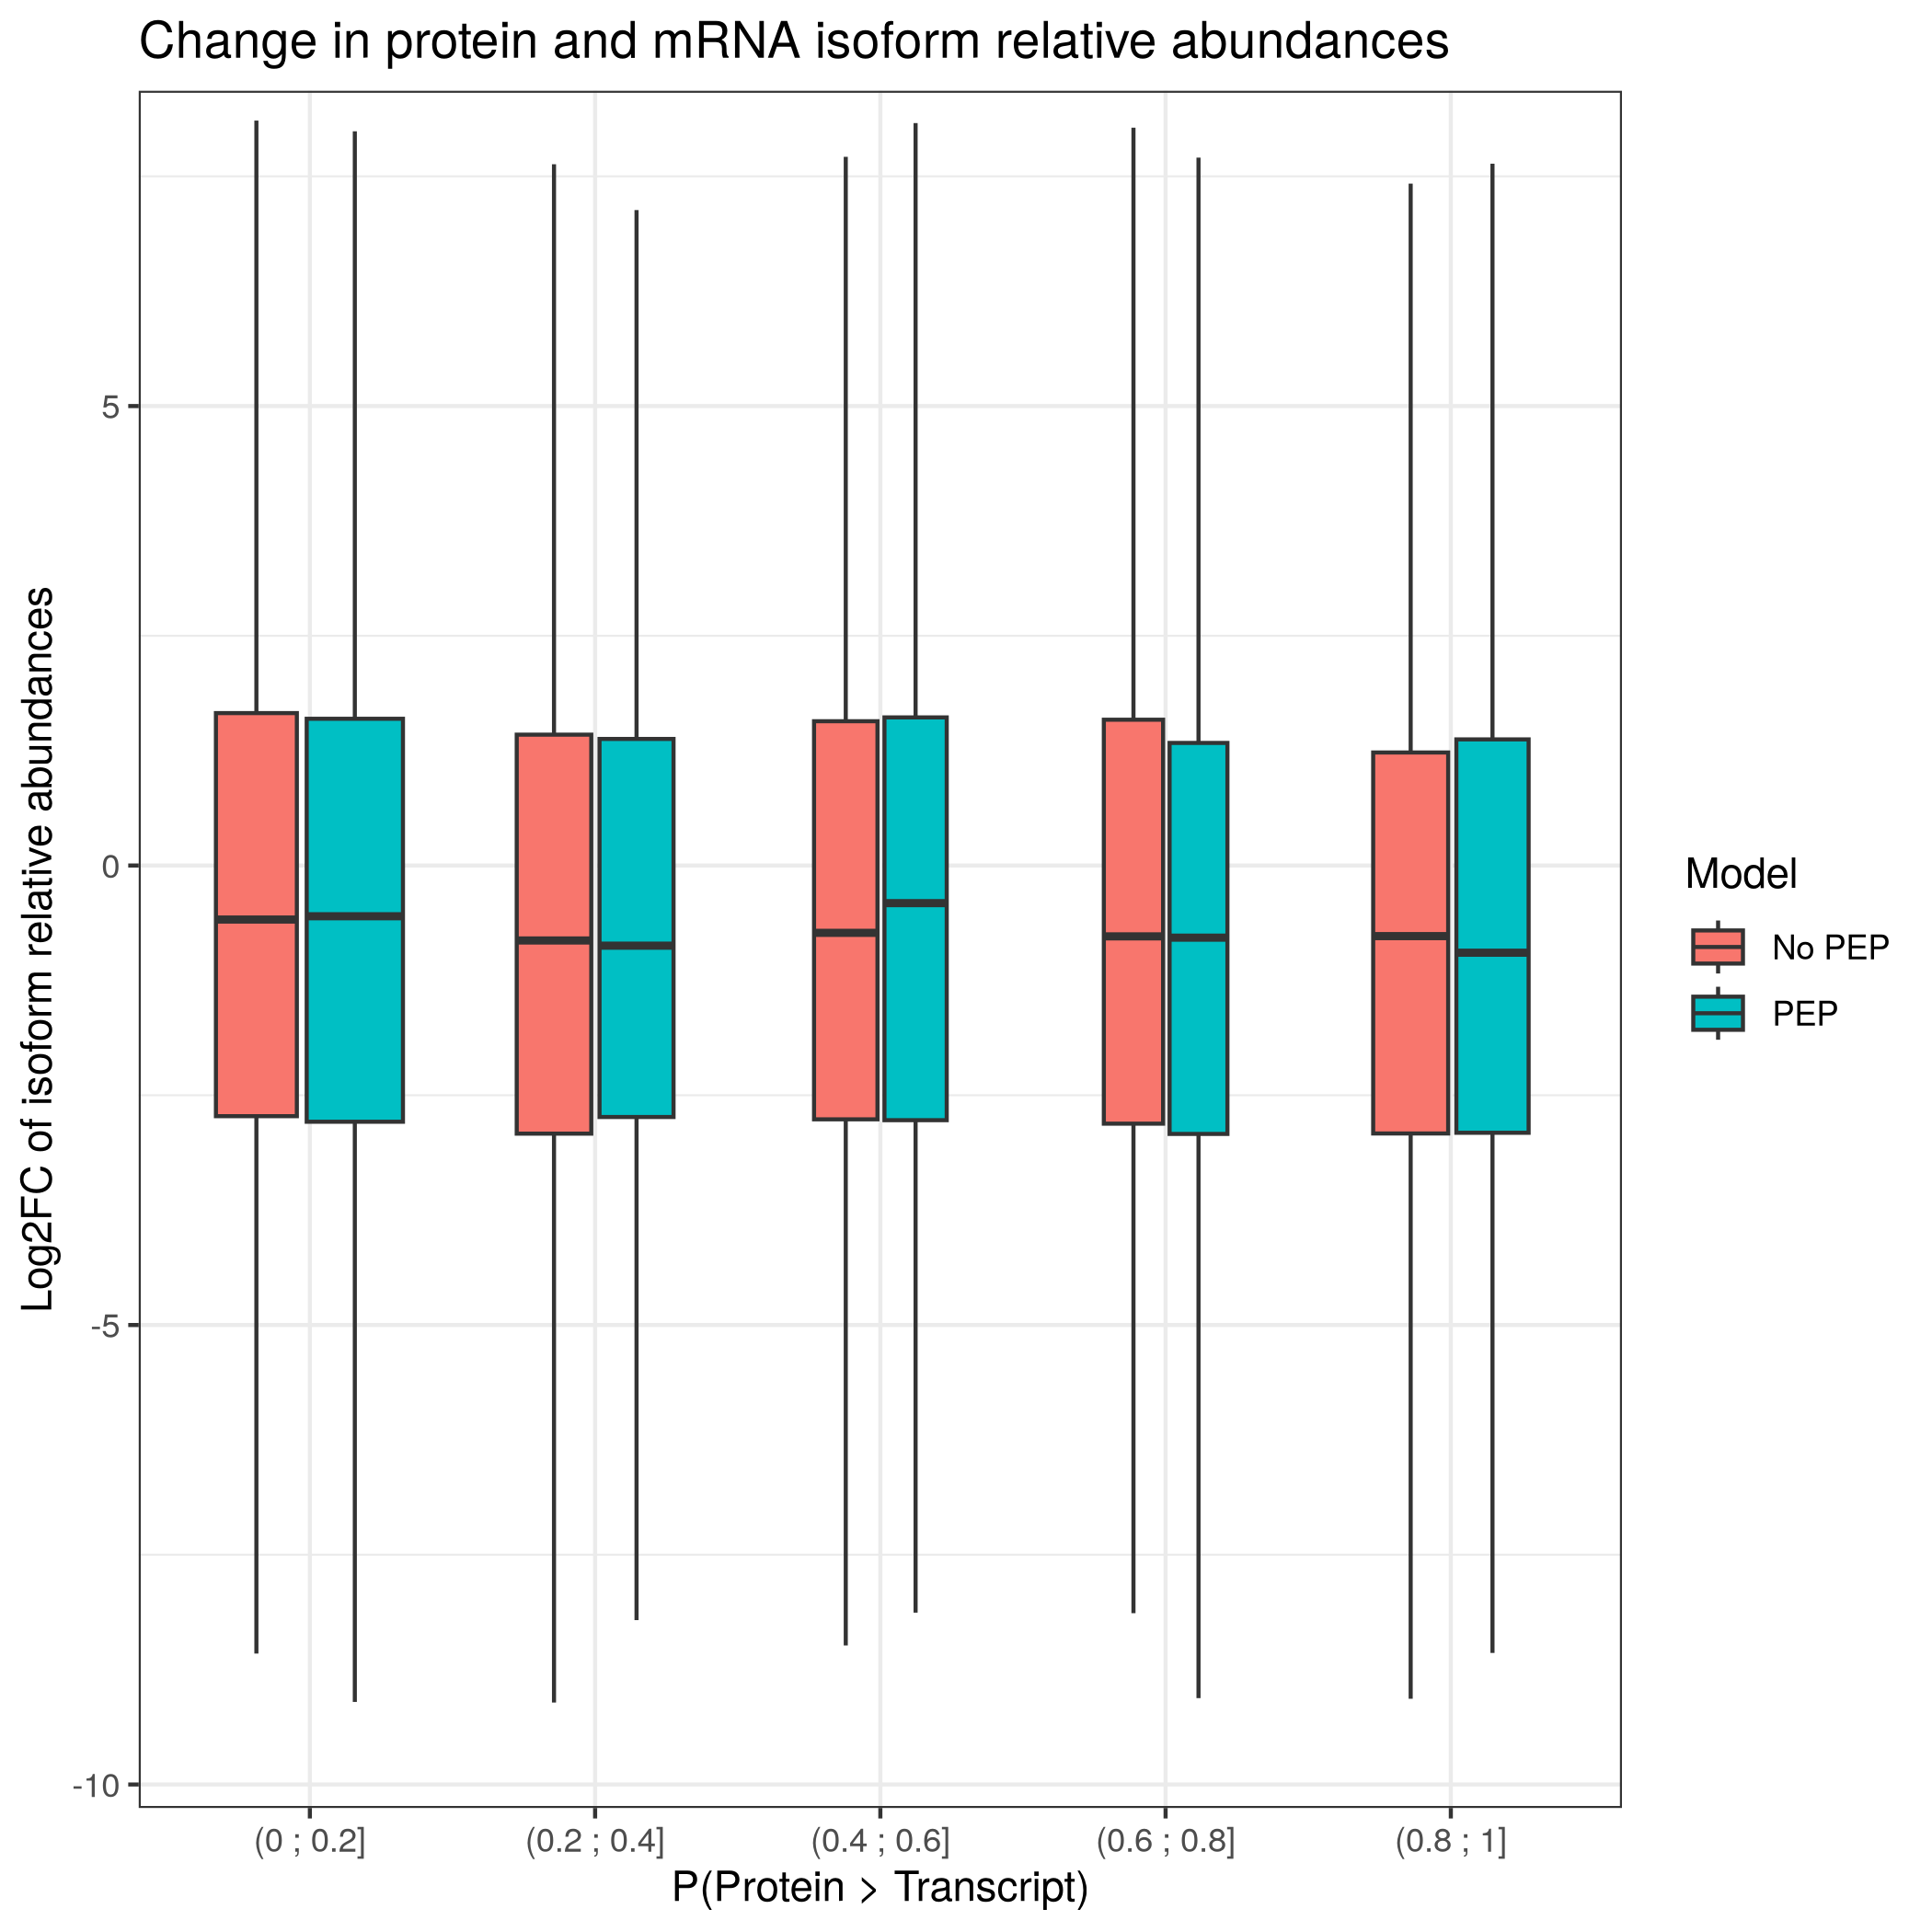 Change in protein and mRNA isoform relative abundances
Log2FC of isoform relative abundances
5
0
-5
-10
(0 ; 0.2]
(0.2 ; 0.4]
(0.4 ; 0.6]
(0.6 ; 0.8]
(0.8 ; 1]
P(Protein > Transcript)
Model
No PEP
PEP